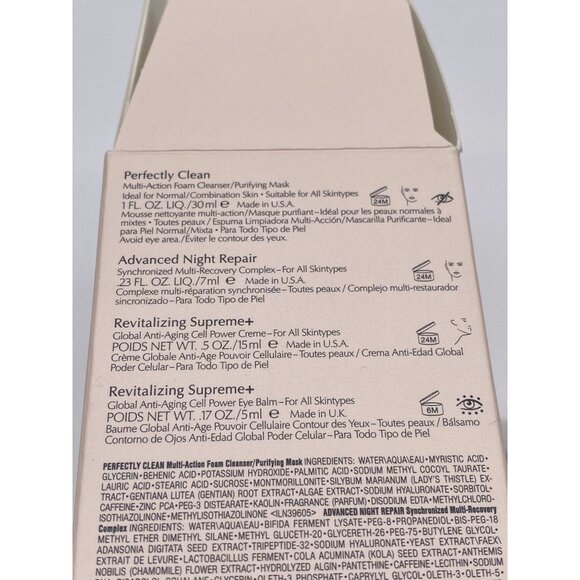 Perfectly Clean
Multi-Action Foam Cleanser/Purifying Mask
Ideal for Normal/Combination Skin • Suitable for All Skintypes
1 FL. OZ. LIQ./30 ml ℮ Made in U.S.A.
24M
Mousse nettoyante multi-action/Masque purifiant–Idéal pour les peaux normales à
mixtes • Toutes peaux / Espuma Limpiadora Multi-Acción/Mascarilla Purificante–Ideal
para Piel Normal/Mixta • Para Todo Tipo de Piel
Avoid eye area./Éviter le contour des yeux.
Advanced Night Repair
Synchronized Multi-Recovery Complex–For All Skintypes
.23 FL. OZ. LIQ./7 ml ℮ Made in U.S.A.
24M
Complexe multi-réparation synchronisée–Toutes peaux / Complejo multi-restaurador
sincronizado–Para Todo Tipo de Piel
Revitalizing Supreme+
Global Anti-Aging Cell Power Creme–For All Skintypes
POIDS NET WT. .5 OZ./15 ml ℮ Made in U.S.A.
24M
Crème Globale Anti-Age Pouvoir Cellulaire–Toutes peaux / Crema Anti-Edad Global
Poder Celular–Para Todo Tipo de Piel
Revitalizing Supreme+
Global Anti-Aging Cell Power Eye Balm–For All Skintypes
POIDS NET WT. .17 OZ./5 ml ℮ Made in U.K.
6M
Baume Global Anti-Age Pouvoir Cellulaire Contour des Yeux–Toutes peaux / Bálsamo
Contorno de Ojos Anti-Edad Global Poder Celular–Para Todo Tipo de Piel
PERFECTLY CLEAN Multi-Action Foam Cleanser/Purifying Mask INGREDIENTS: WATER\AQUA\EAU • MYRISTIC ACID •
GLYCERIN • BEHENIC ACID • POTASSIUM HYDROXIDE • PALMITIC ACID • SODIUM METHYL COCOYL TAURATE •
LAURIC ACID • STEARIC ACID • SUCROSE • MONTMORILLONITE • SILYBUM MARIANUM (LADY'S THISTLE) EX-
TRACT • GENTIANA LUTEA (GENTIAN) ROOT EXTRACT • ALGAE EXTRACT • SODIUM HYALURONATE • SORBITOL •
CAFFEINE • ZINC PCA • PEG-3 DISTEARATE • KAOLIN • FRAGRANCE (PARFUM) • DISODIUM EDTA • METHYLCHLORO-
ISOTHIAZOLINONE • METHYLISOTHIAZOLINONE <ILN39605> ADVANCED NIGHT REPAIR Synchronized Multi-Recovery
Complex INGREDIENTS: WATER\AQUA\EAU • BIFIDA FERMENT LYSATE • PEG-8 • PROPANEDIOL • BIS-PEG-18
METHYL ETHER DIMETHYL SILANE • METHYL GLUCETH-20 • GLYCERETH-26 • PEG-75 • BUTYLENE GLYCOL •
ADANSONIA DIGITATA SEED EXTRACT • TRIPEPTIDE-32 • SODIUM HYALURONATE • YEAST EXTRACT\FAEX\
EXTRAIT DE LEVURE • LACTOBACILLUS FERMENT • COLA ACUMINATA (KOLA) SEED EXTRACT • ANTHEMIS
NOBILIS (CHAMOMILE) FLOWER EXTRACT • HYDROLYZED ALGIN • PANTETHINE • CAFFEINE • LECITHIN • SODIUM
GLYCERIN • OLETH-3 PHOSPHATE • CAPRYLYL GLYCOL • OLETH-3 • OLETH-5 •